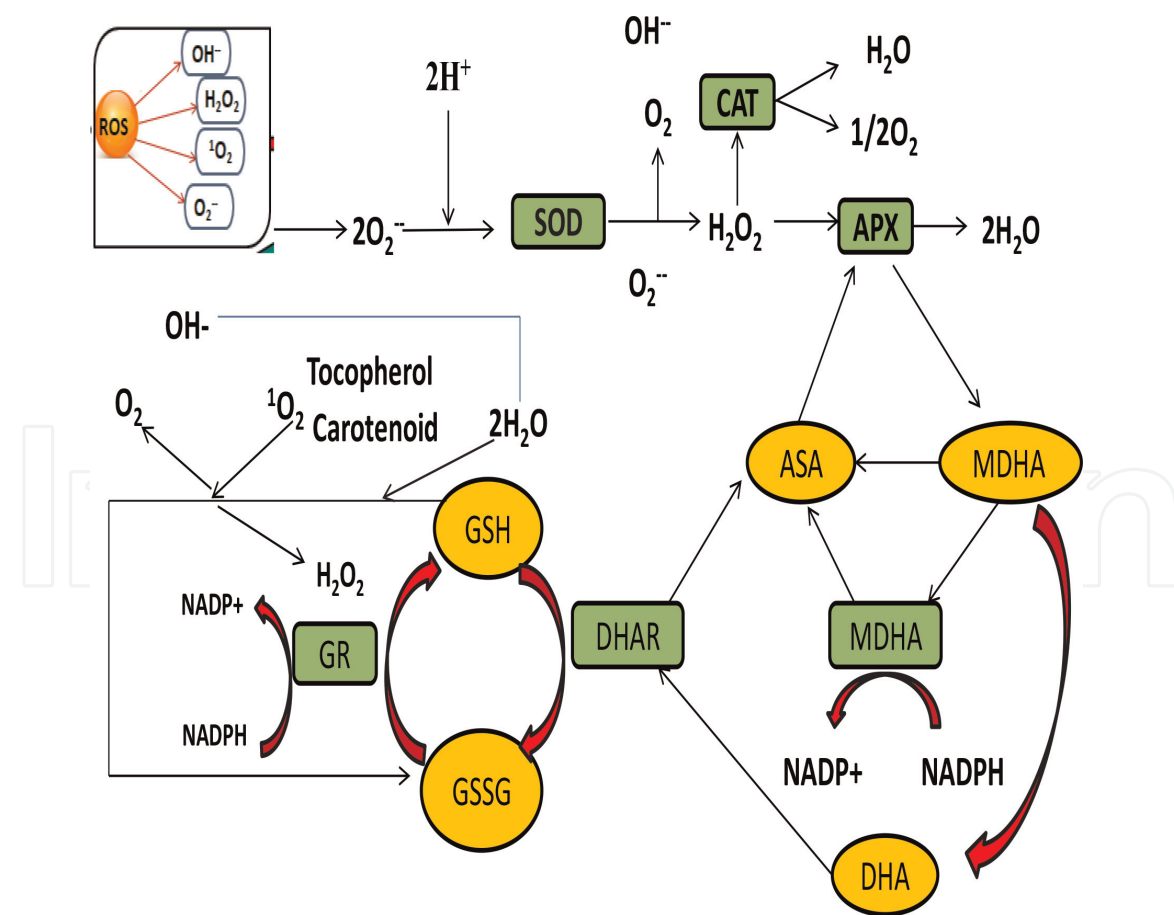 OH⁻
H₂O₂
ROS
¹O₂
O₂⁻
2H⁺
OH⁻⁻
H₂O
CAT
O₂
1/2O₂
2O₂⁻⁻
SOD
H₂O₂
APX
2H₂O
O₂⁻⁻
OH-
Tocopherol
O₂
¹O₂
Carotenoid
2H₂O
ASA
MDHA
GSH
H₂O₂
NADP+
GR
DHAR
MDHA
NADPH
NADP+
NADPH
GSSG
DHA